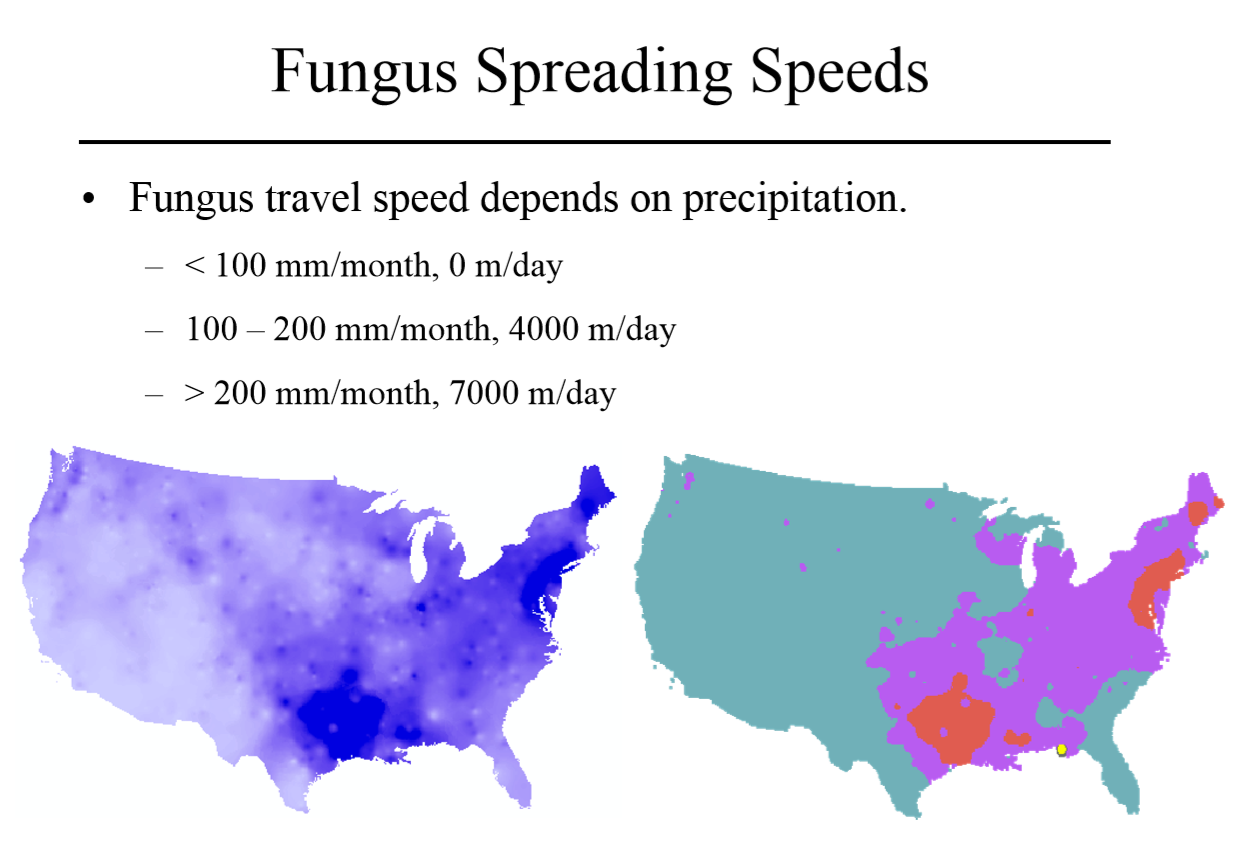 Fungus Spreading Speeds
• Fungus travel speed depends on precipitation.
– < 100 mm/month, 0 m/day
– 100 – 200 mm/month, 4000 m/day
– > 200 mm/month, 7000 m/day